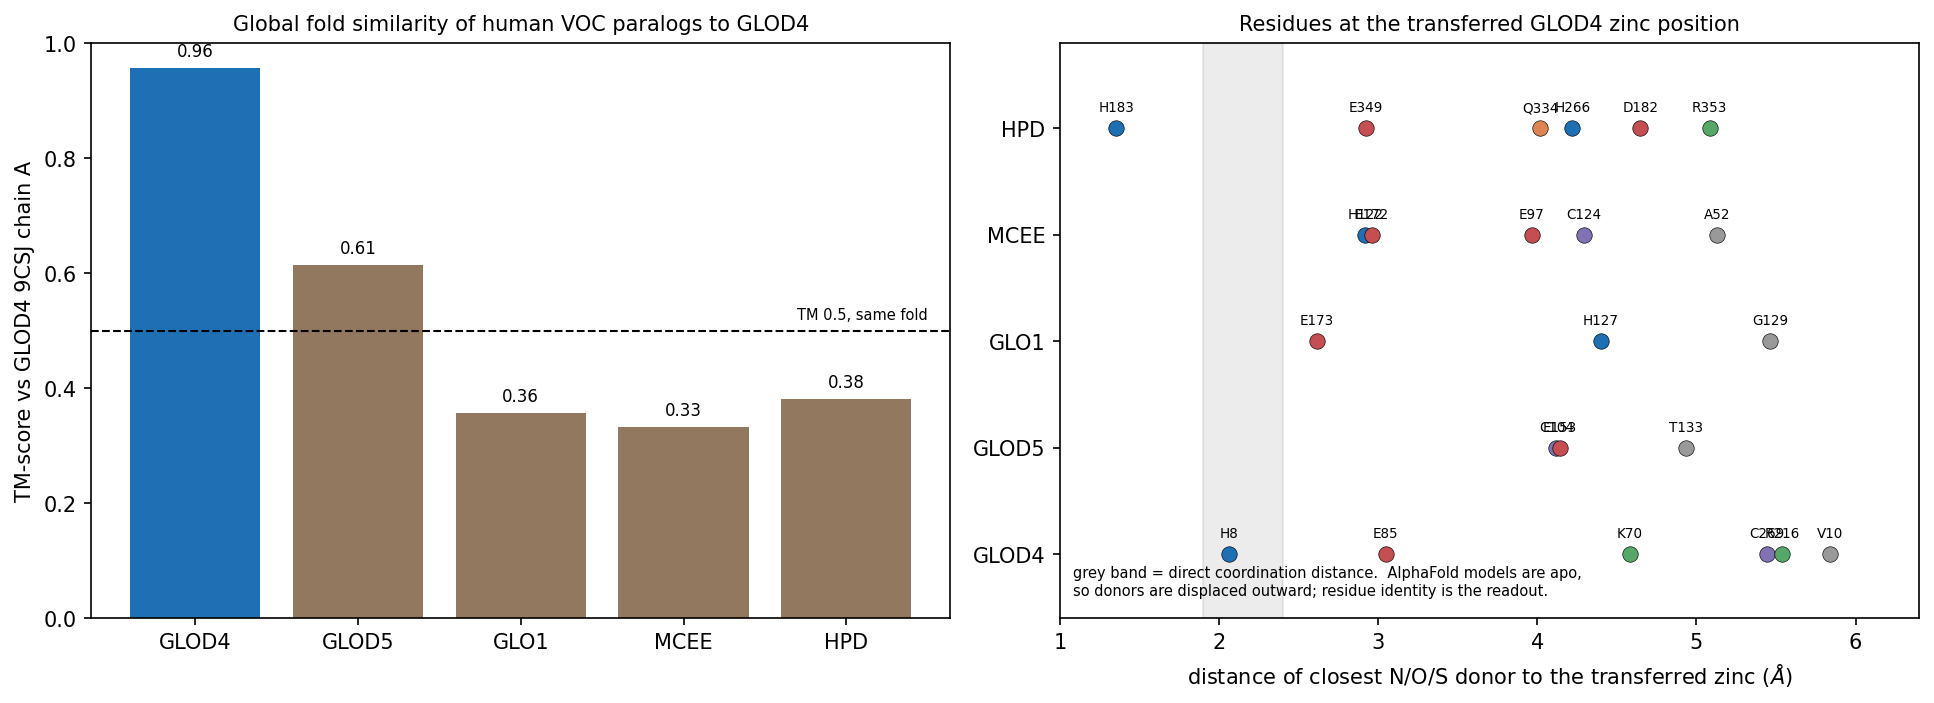 Global fold similarity of human VOC paralogs to GLOD4
TM-score vs GLOD4 9CSJ chain A
1.0
0.8
0.6
0.4
0.2
0.0
0.96
0.61
0.36
0.33
0.38
TM 0.5, same fold
GLOD4 GLOD5 GLO1 MCEE HPD
Residues at the transferred GLOD4 zinc position
HPD
H183 E349 Q334 H266 D182 R353
MCEE
H122 E172 E97 C124 A52
GLO1
E173 H127 G129
GLOD5
T133
GLOD4
H8 E85 K70 V10
grey band = direct coordination distance.  AlphaFold models are apo,
so donors are displaced outward; residue identity is the readout.
1 2 3 4 5 6
distance of closest N/O/S donor to the transferred zinc (Å)